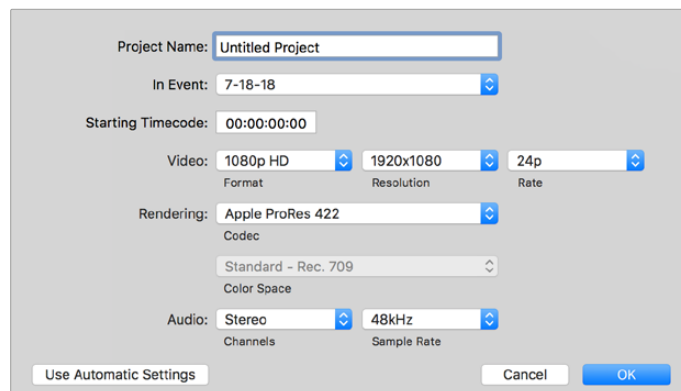 Project Name: Untitled Project
In Event: 7-18-18
Starting Timecode: 00:00:00:00
Video: 1080p HD 1920x1080 24p
Format Resolution Rate
Rendering: Apple ProRes 422
Codec
Standard - Rec. 709
Color Space
Audio: Stereo 48kHz
Channels Sample Rate
Use Automatic Settings Cancel OK